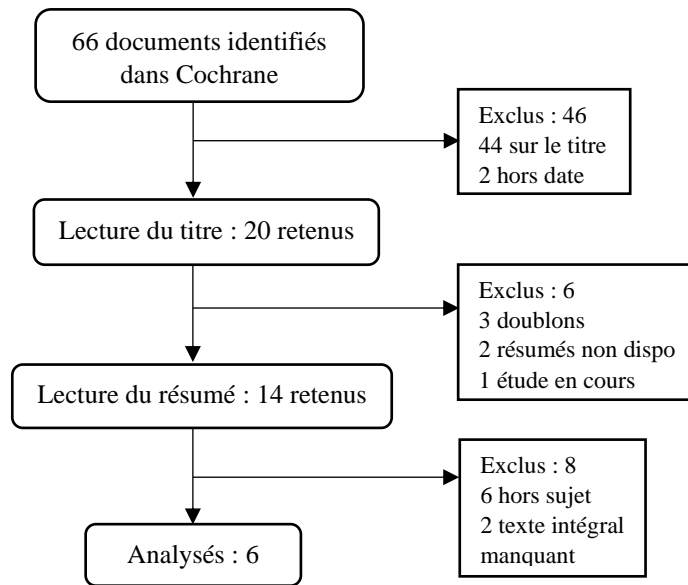 66 documents identifiés
dans Cochrane
Exclus : 46
44 sur le titre
2 hors date
Lecture du titre : 20 retenus
Exclus : 6
3 doublons
2 résumés non dispo
1 étude en cours
Lecture du résumé : 14 retenus
Exclus : 8
6 hors sujet
2 texte intégral
manquant
Analysés : 6